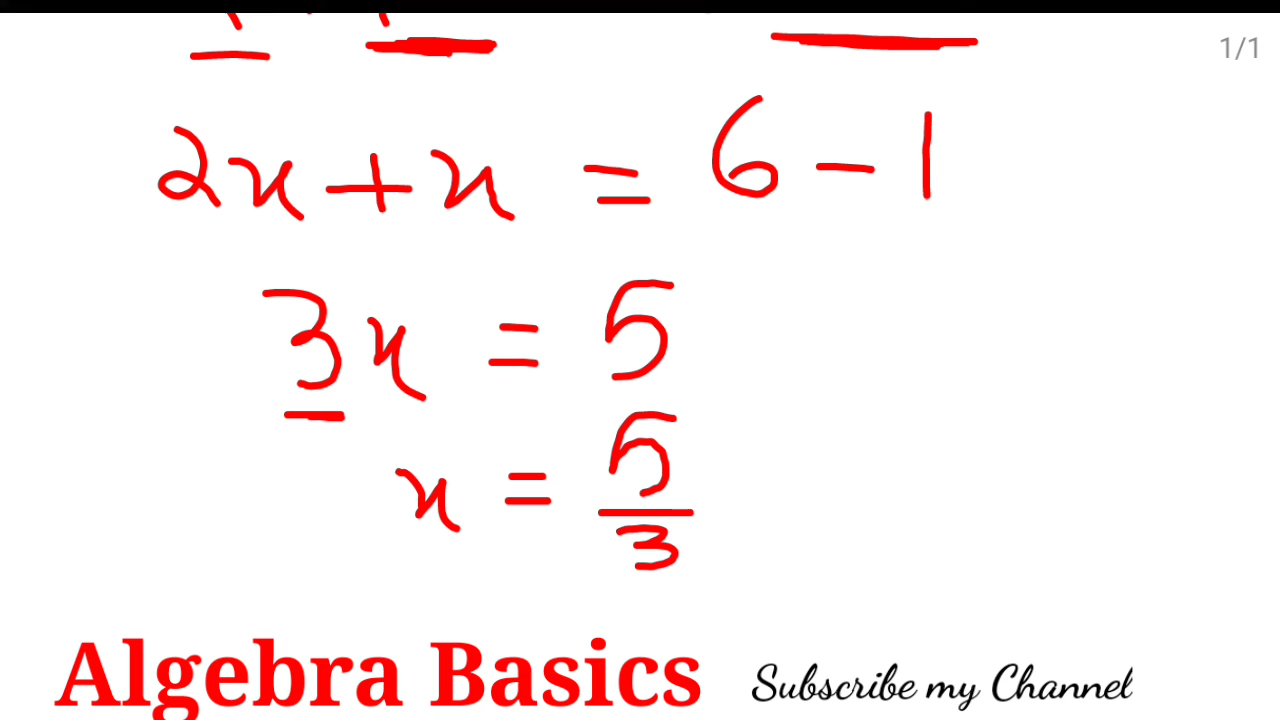 1/1
2x + x = 6 - 1
3x = 5
x = 5/3
Algebra Basics
Subscribe my Channel